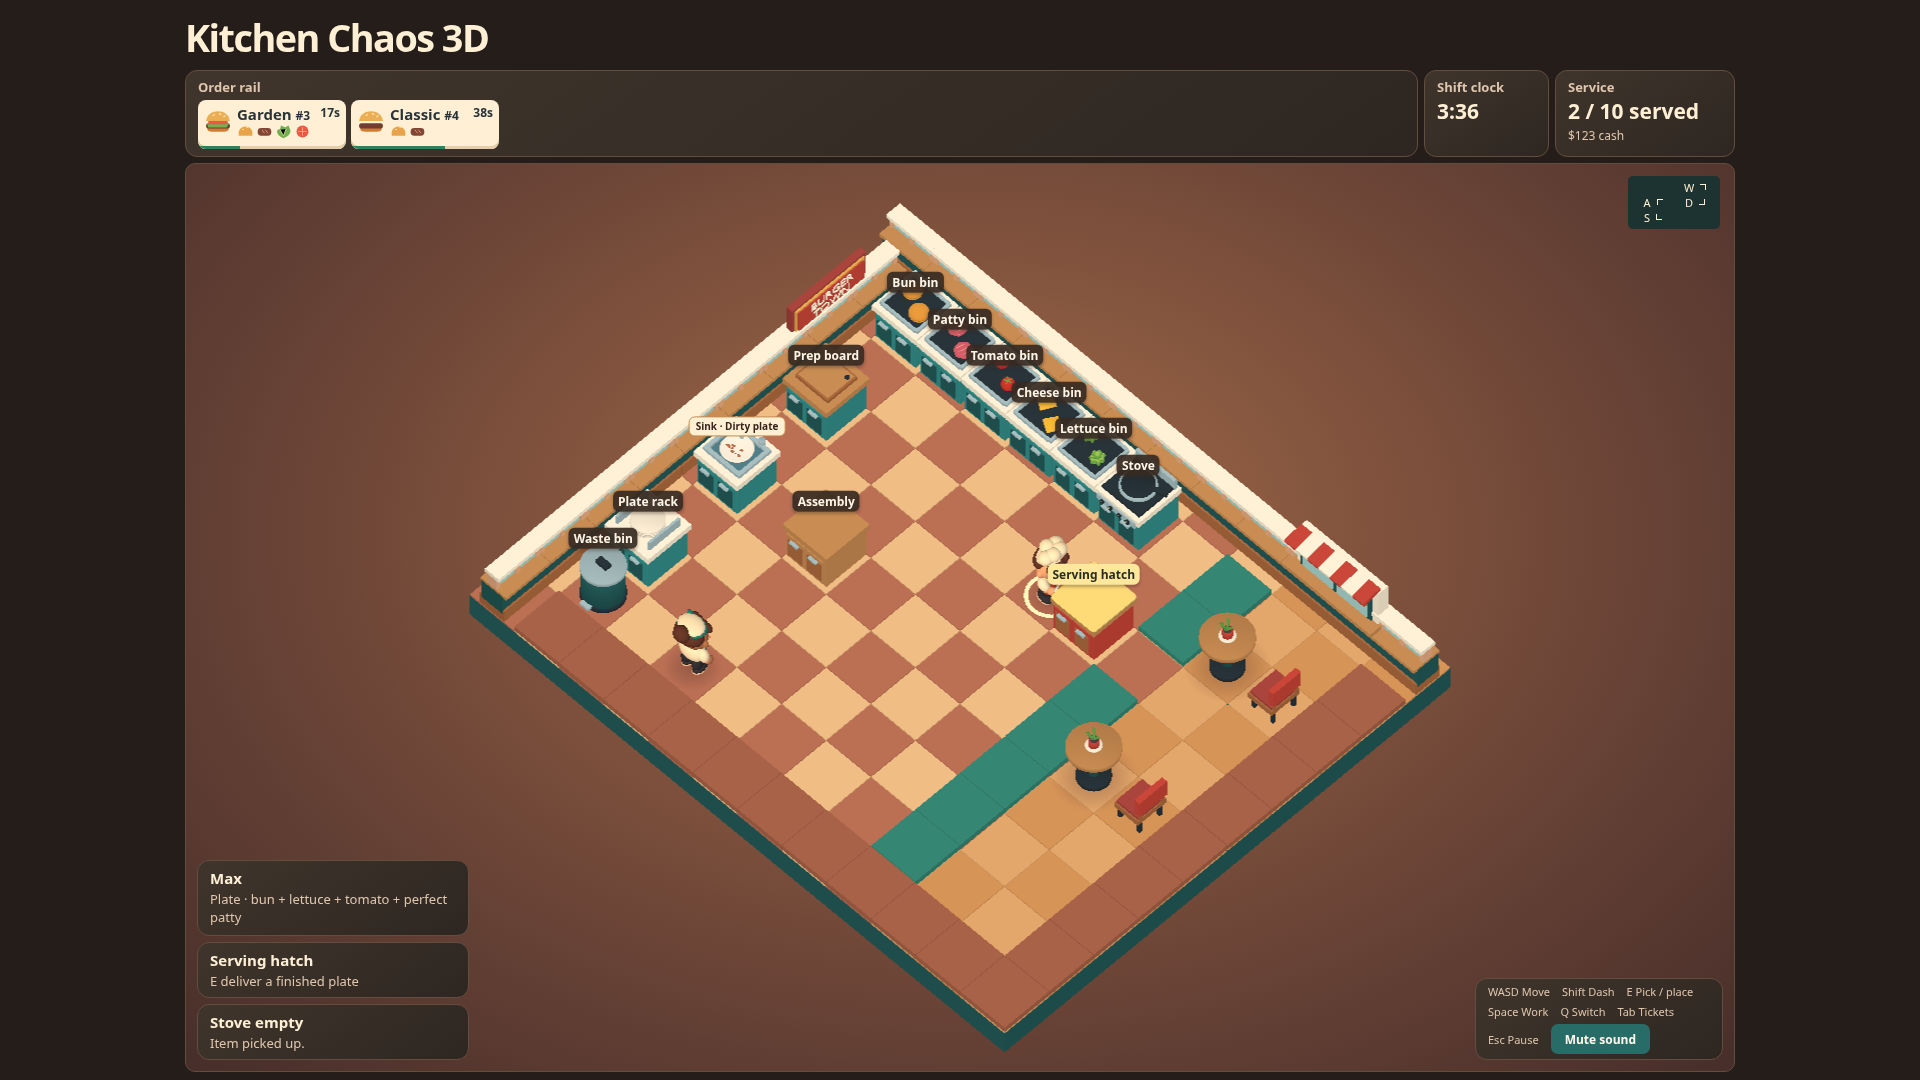 Kitchen Chaos 3D
Order rail
Garden #3 17s
Classic #4 38s
Shift clock
3:36
Service
2 / 10 served
$123 cash
W
A D
S
BURGER TOWN
Bun bin
Patty bin
Prep board
Tomato bin
Cheese bin
Sink · Dirty plate
Lettuce bin
Stove
Plate rack
Assembly
Waste bin
Serving hatch
Max
Plate · bun + lettuce + tomato + perfect
patty
Serving hatch
E deliver a finished plate
Stove empty
Item picked up.
WASD Move Shift Dash E Pick / place
Space Work Q Switch Tab Tickets
Esc Pause Mute sound